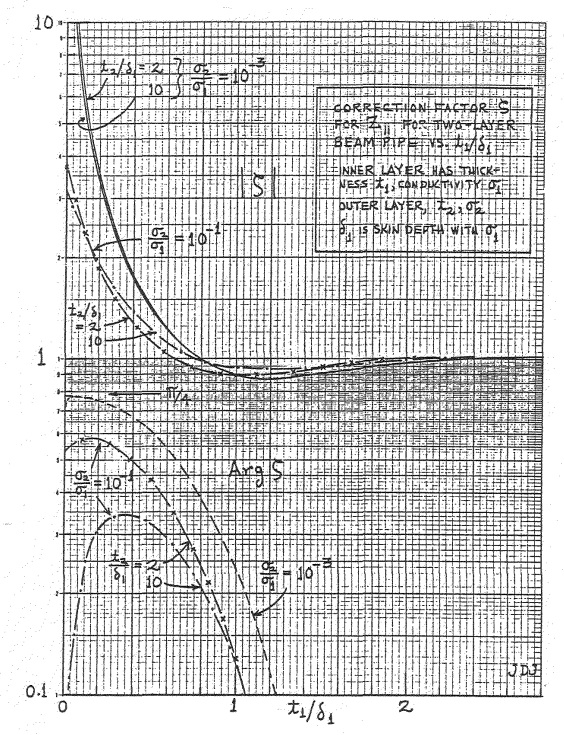 10
t₂/δ₁ = 2
10
σ₂/σ₁ = 10⁻³
CORRECTION FACTOR ζ
FOR Z∥ FOR TWO-LAYER
BEAM PIPE VS. t₁/δ₁
INNER LAYER HAS THICK-
NESS t₁, CONDUCTIVITY σ₁
OUTER LAYER, t₂, σ₂
δ₁ IS SKIN DEPTH WITH σ₁
|ζ|
σ₂/σ₁ = 10⁻¹
t₂/δ₁
= 2
10
1
π/4
Arg ζ
σ₂/σ₁ = 10⁻¹
t₂/δ₁ = 2
10
σ₂/σ₁ = 10⁻³
JDJ
0.1
0
1
t₁/δ₁
2